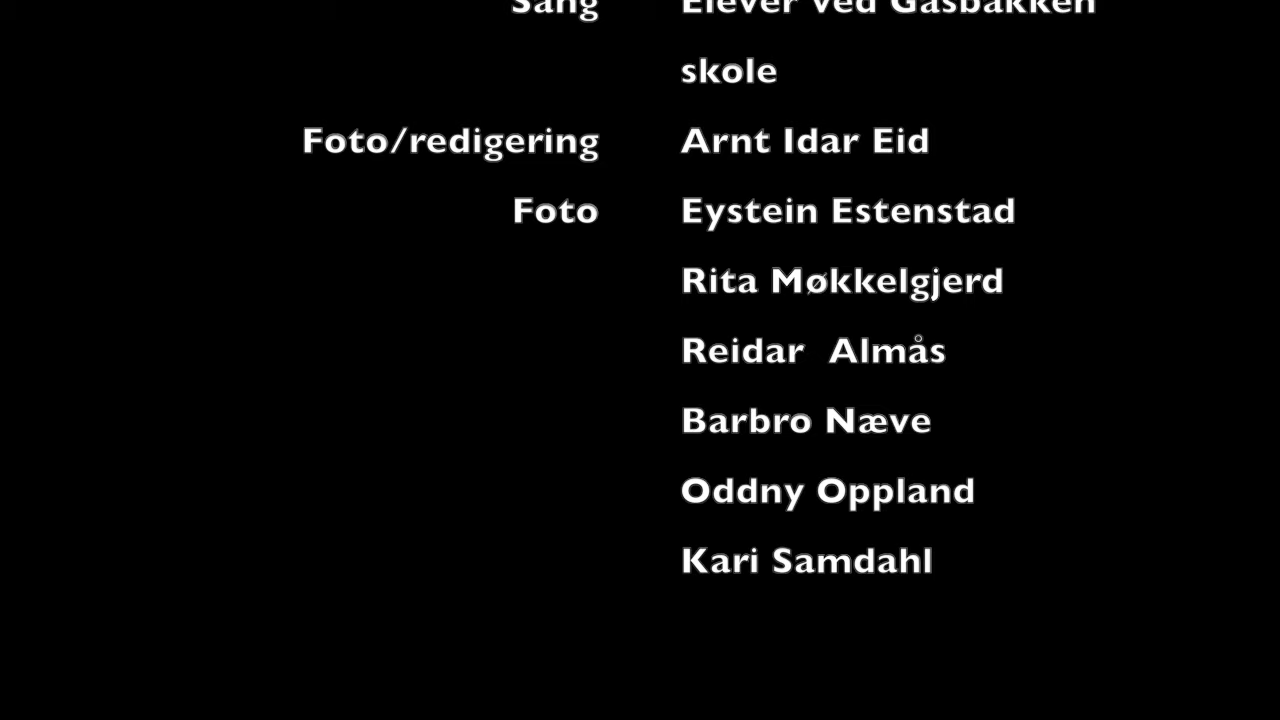 Sang Elever ved Gåsbakken
skole
Foto/redigering Arnt Idar Eid
Foto Eystein Estenstad
Rita Møkkelgjerd
Reidar  Almås
Barbro Næve
Oddny Oppland
Kari Samdahl